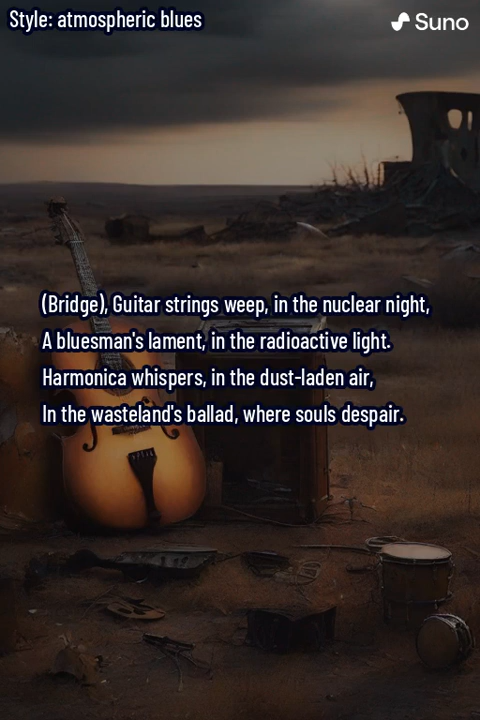 Style: atmospheric blues
Suno
(Bridge), Guitar strings weep, in the nuclear night,
A bluesman's lament, in the radioactive light.
Harmonica whispers, in the dust-laden air,
In the wasteland's ballad, where souls despair.